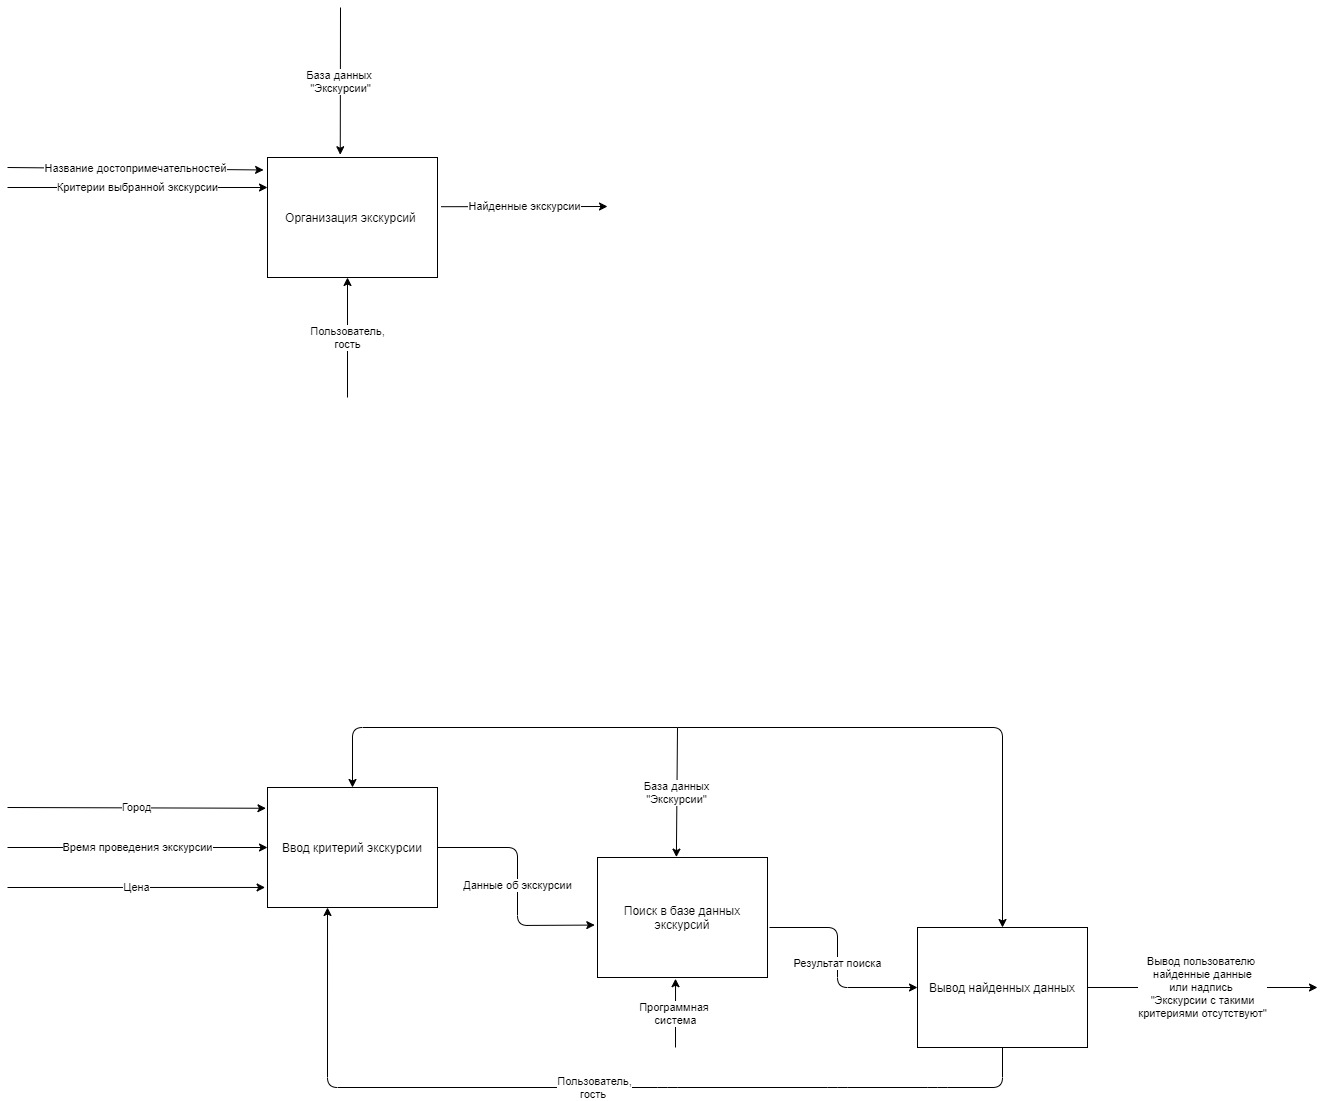 База данных
"Экскурсии"
Название достопримечательностей
Критерии выбранной экскурсии
Организация экскурсий
Найденные экскурсии
Пользователь,
гость
База данных
"Экскурсии"
Город
Время проведения экскурсии
Ввод критерий экскурсии
Цена
Данные об экскурсии
Поиск в базе данных
экскурсий
Результат поиска
Программная
система
Вывод найденных данных
Вывод пользователю
найденные данные
или надпись
"Экскурсии с такими
критериями отсутствуют"
Пользователь,
гость